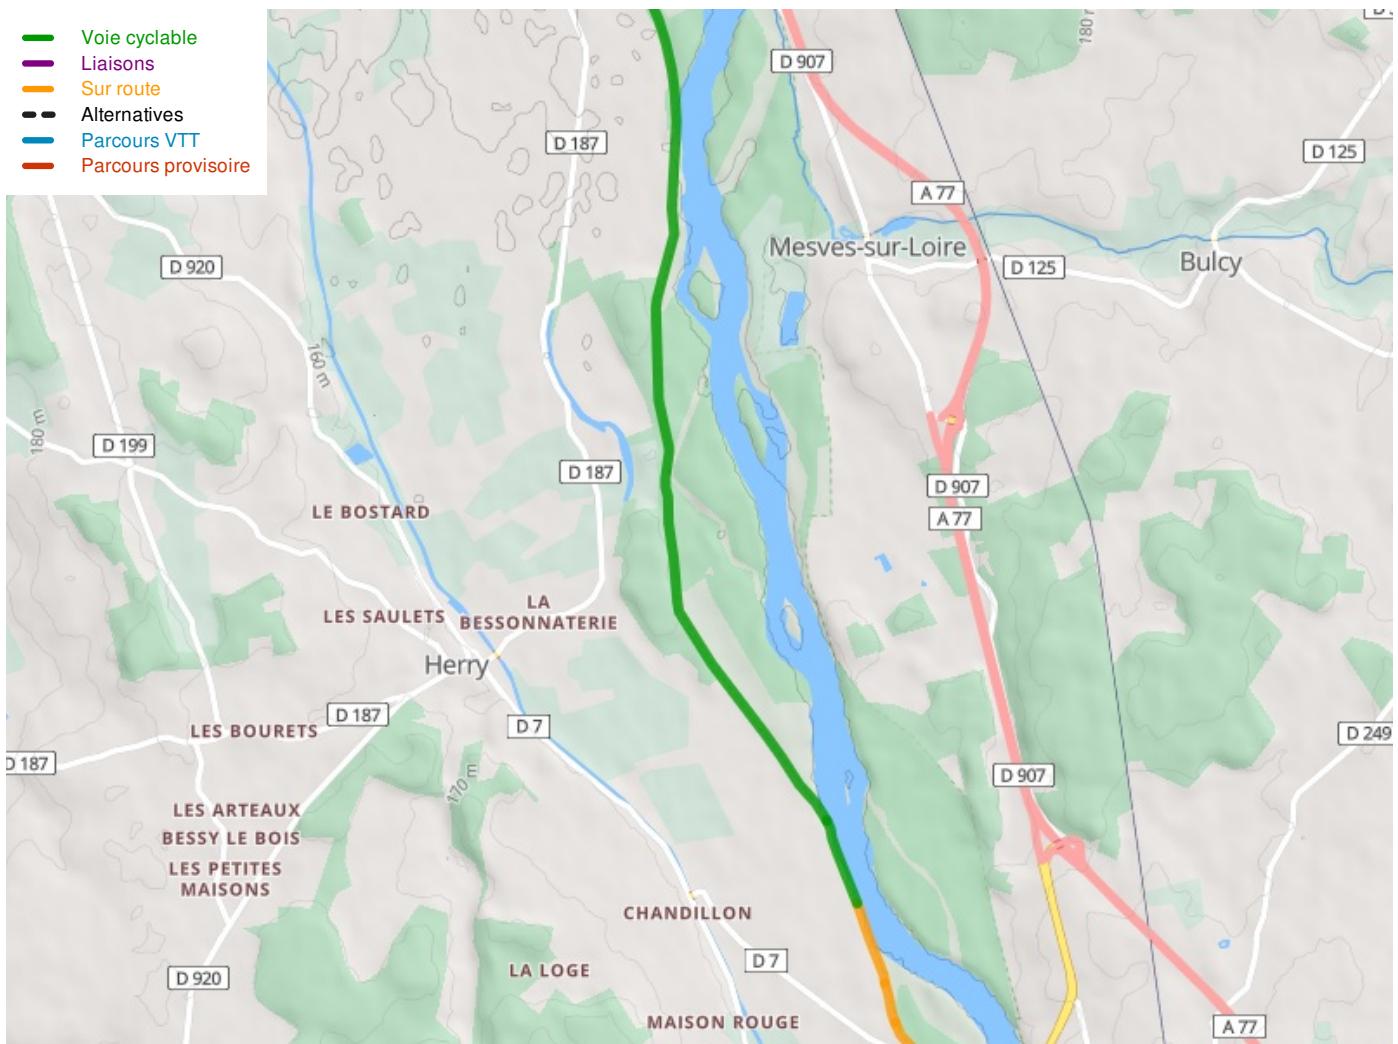 Voie cyclable
Liaisons
Sur route
Alternatives
Parcours VTT
Parcours provisoire
D 907
180 m
D 187
D 125
A 77
Mesves-sur-Loire
Bulcy
D 920
D 125
160 m
180 m
D 199
D 187
D 907
A 77
LE BOSTARD
LES SAULETS
LA
BESSONNATERIE
Herry
D 187
D 7
LES BOURETS
D 249
D 187
170 m
D 907
LES ARTEAUX
BESSY LE BOIS
LES PETITES
MAISONS
CHANDILLON
D 7
LA LOGE
D 920
MAISON ROUGE
A 77